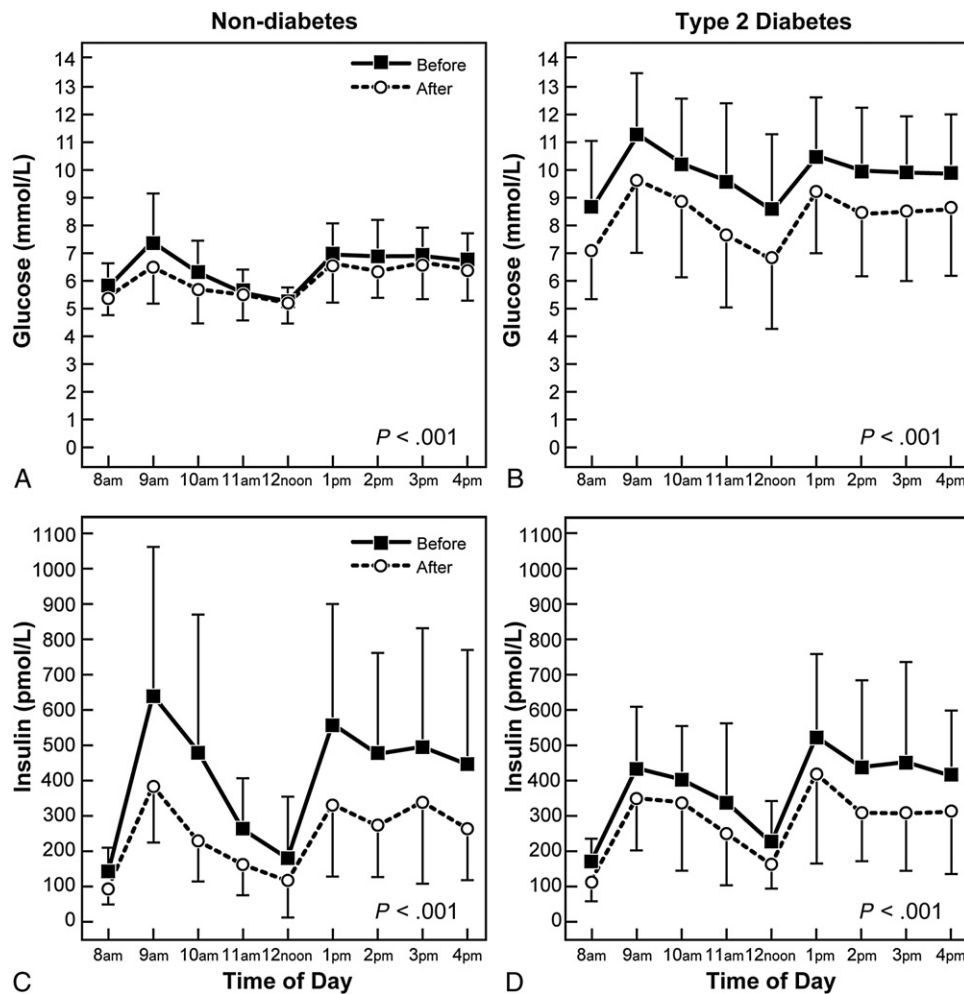 Non-diabetes
Type 2 Diabetes
Glucose (mmol/L)
14
13
12
11
10
9
8
7
6
5
4
3
2
1
0
Before
After
P < .001
A
8am 9am 10am 11am 12noon 1pm 2pm 3pm 4pm
Glucose (mmol/L)
14
13
12
11
10
9
8
7
6
5
4
3
2
1
0
P < .001
B
8am 9am 10am 11am 12noon 1pm 2pm 3pm 4pm
Insulin (pmol/L)
1100
1000
900
800
700
600
500
400
300
200
100
0
Before
After
P < .001
8am 9am 10am 11am 12noon 1pm 2pm 3pm 4pm
C
Time of Day
Insulin (pmol/L)
1100
1000
900
800
700
600
500
400
300
200
100
0
P < .001
8am 9am 10am 11am 12noon 1pm 2pm 3pm 4pm
D
Time of Day